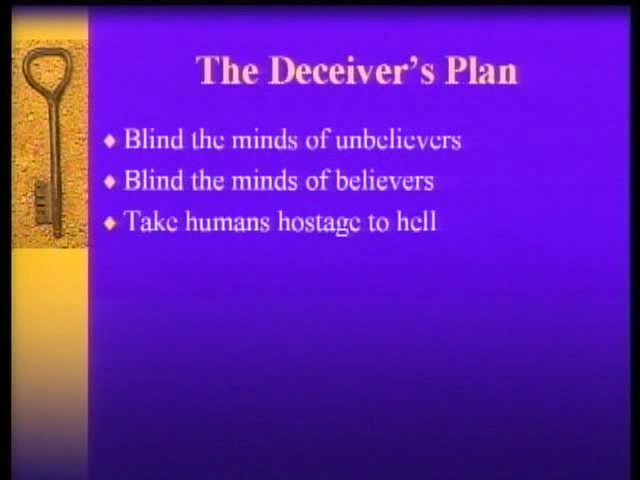 The Deceiver's Plan
Blind the minds of unbelievers
Blind the minds of believers
Take humans hostage to hell